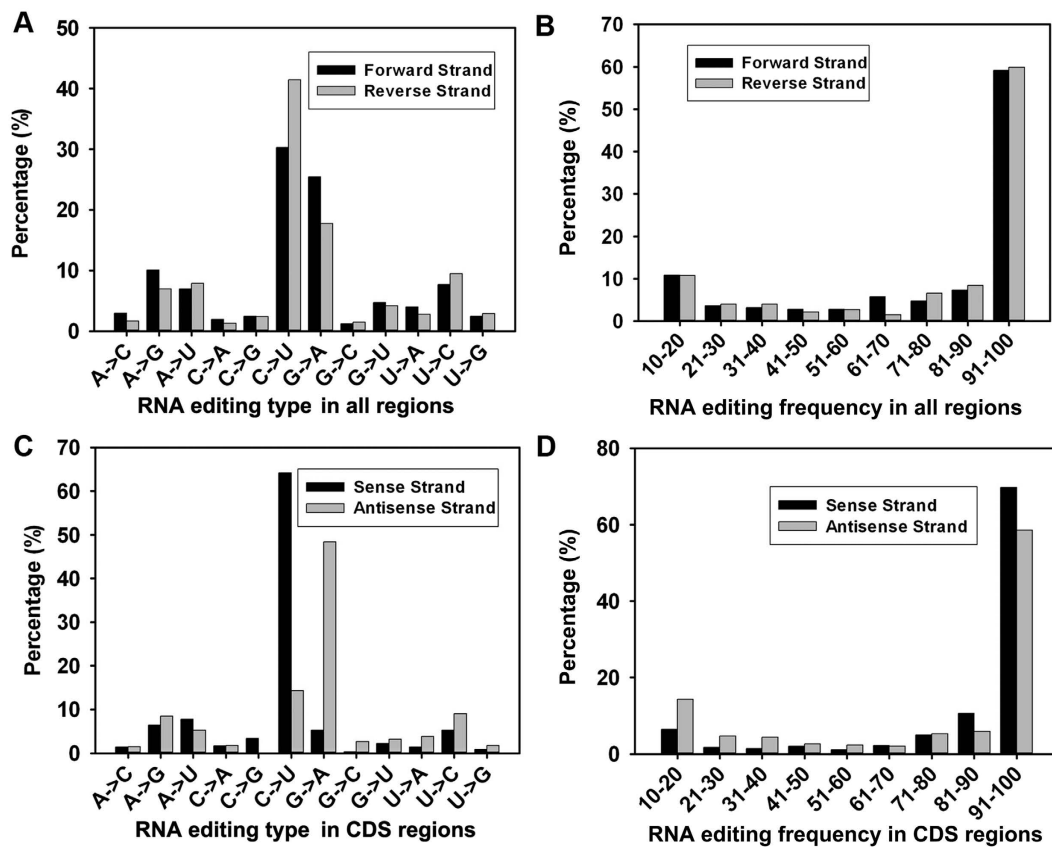 A
50
40
30
20
10
0
Percentage (%)
Forward Strand
Reverse Strand
A->C
A->G
A->U
C->A
C->G
C->U
G->A
G->C
G->U
U->A
U->C
U->G
RNA editing type in all regions
B
70
60
50
40
30
20
10
0
Percentage (%)
Forward Strand
Reverse Strand
10-20
21-30
31-40
41-50
51-60
61-70
71-80
81-90
91-100
RNA editing frequency in all regions
C
70
60
50
40
30
20
10
0
Percentage (%)
Sense Strand
Antisense Strand
A->C
A->G
A->U
C->A
C->G
C->U
G->A
G->C
G->U
U->A
U->C
U->G
RNA editing type in CDS regions
D
80
60
40
20
0
Percentage (%)
Sense Strand
Antisense Strand
10-20
21-30
31-40
41-50
51-60
61-70
71-80
81-90
91-100
RNA editing frequency in CDS regions